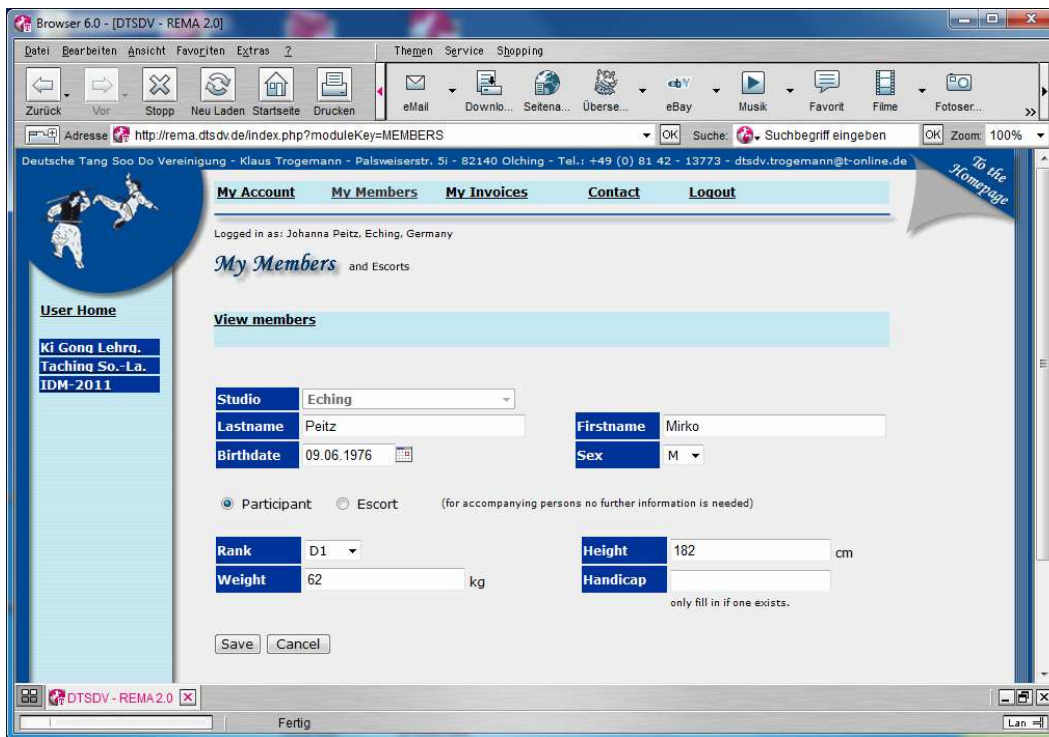 Browser 6.0 - [DTSDV - REMA 2.0]
Datei Bearbeiten Ansicht Favoriten Extras ? Themen Service Shopping
Zurück Vor Stopp Neu Laden Startseite Drucken eMail Downlo... Seitena... Überse... eBay Musik Favorit Filme Fotoser... »
Adresse http://rema.dtsdv.de/index.php?moduleKey=MEMBERS OK Suche: Suchbegriff eingeben OK Zoom: 100%
Deutsche Tang Soo Do Vereinigung - Klaus Trogemann - Palsweiserstr. 5i - 82140 Olching - Tel.: +49 (0) 81 42 - 13773 - dtsdv.trogemann@t-online.de
To the
Homepage
My Account My Members My Invoices Contact Logout
Logged in as: Johanna Peitz, Eching, Germany
My Members and Escorts
User Home
View members
Ki Gong Lehrg.
Taching So.-La.
IDM-2011
Studio Eching
Lastname Peitz Firstname Mirko
Birthdate 09.06.1976 Sex M
Participant Escort (for accompanying persons no further information is needed)
Rank D1 Height 182 cm
Weight 62 kg Handicap
only fill in if one exists.
Save Cancel
DTSDV - REMA 2.0
Fertig Lan